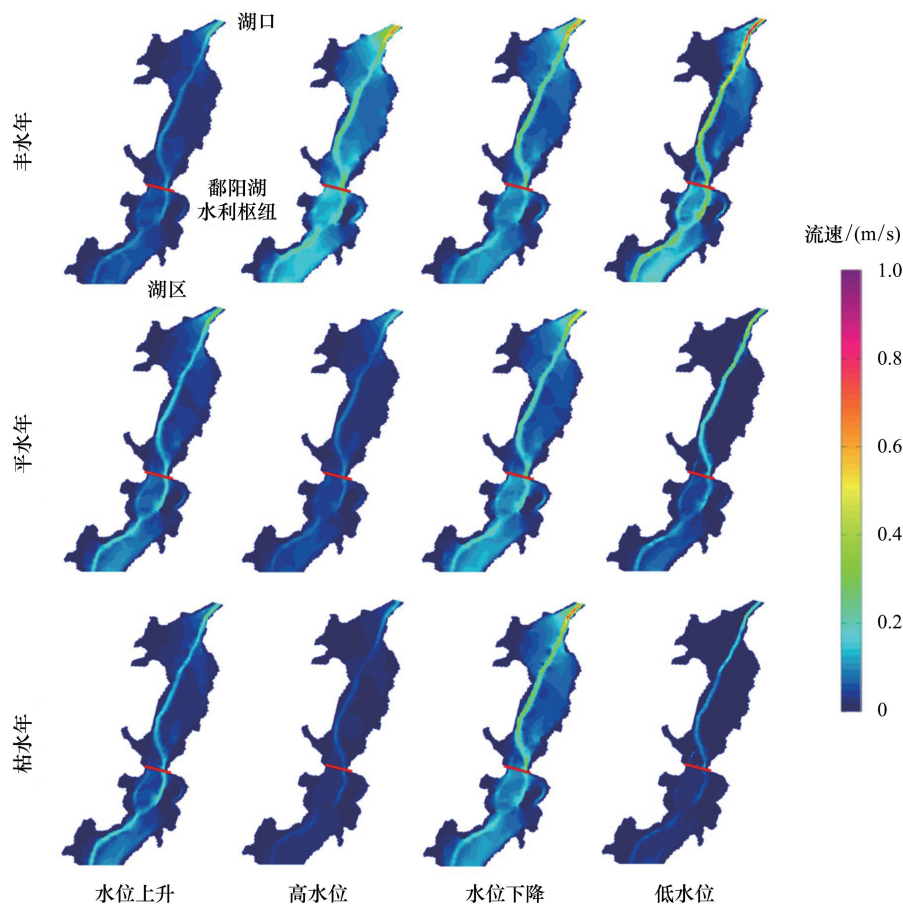 湖口
丰水年
鄱阳湖
水利枢纽
湖区
流速/(m/s)
1.0
0.8
0.6
0.4
0.2
0
平水年
枯水年
水位上升
高水位
水位下降
低水位